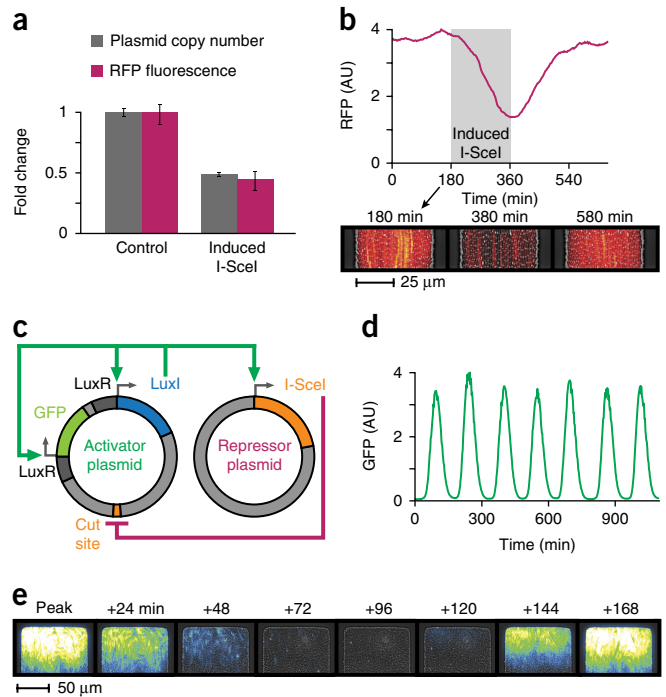 a
Plasmid copy number
RFP fluorescence
Fold change
1
0.5
0
Control
Induced
I-SceI
b
RFP (AU)
4
2
0
Induced
I-SceI
0
180
360
540
Time (min)
180 min
380 min
580 min
25 μm
c
LuxR
LuxI
I-SceI
GFP
Activator
plasmid
Repressor
plasmid
LuxR
Cut
site
d
GFP (AU)
4
2
0
0
300
600
900
Time (min)
e
Peak
+24 min
+48
+72
+96
+120
+144
+168
50 μm